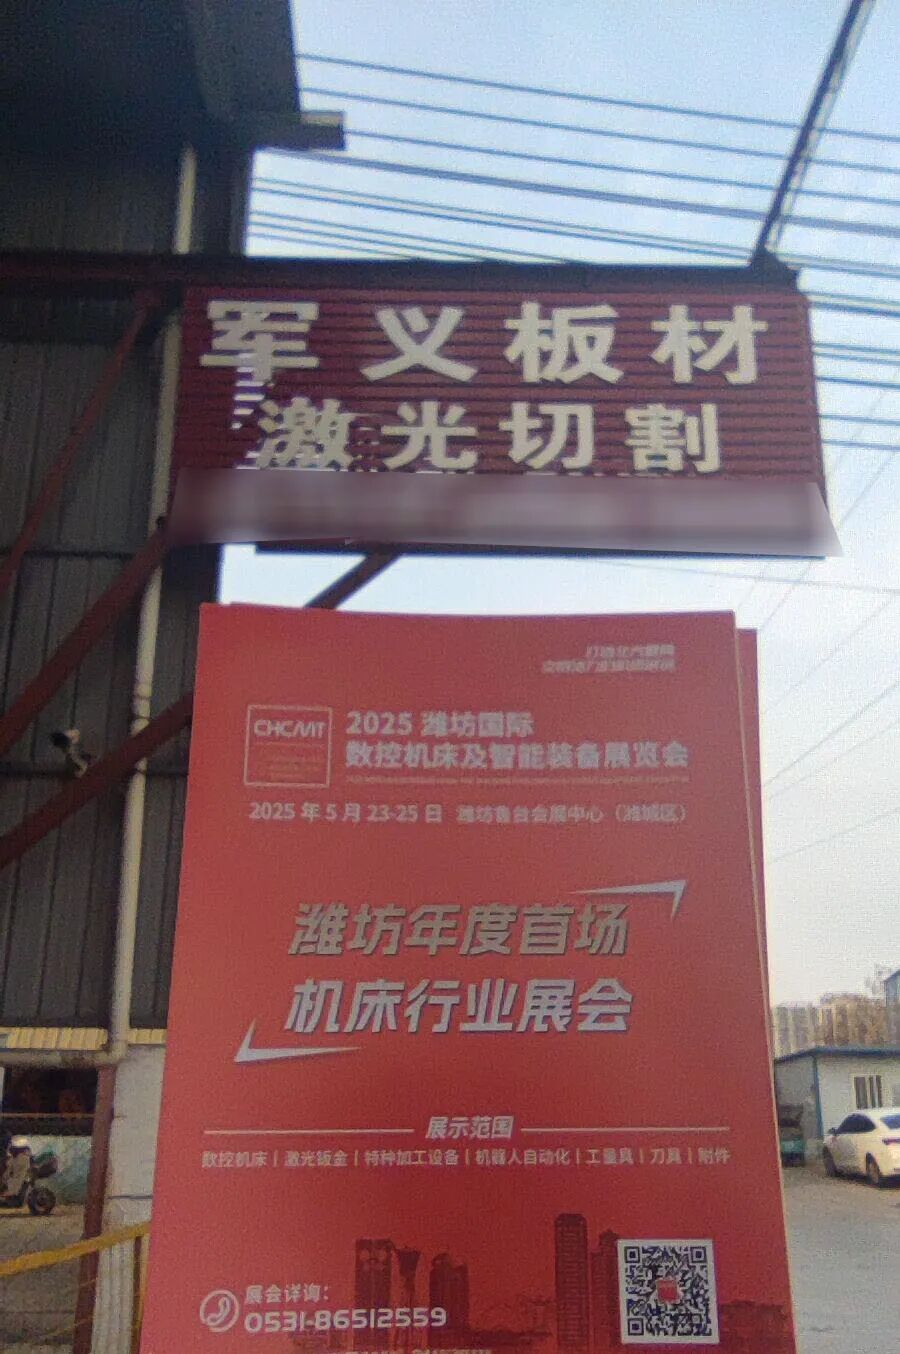 军义板材
激光切割
CHCMT
2025 潍坊国际
数控机床及智能装备展览会
2025 年 5 月 23-25 日 潍坊鲁台会展中心（潍城区）
潍坊年度首场
机床行业展会
展示范围
数控机床 | 激光钣金 | 特种加工设备 | 机器人自动化 | 工量具 | 刀具 | 附件
展会详询：
0531-86512559